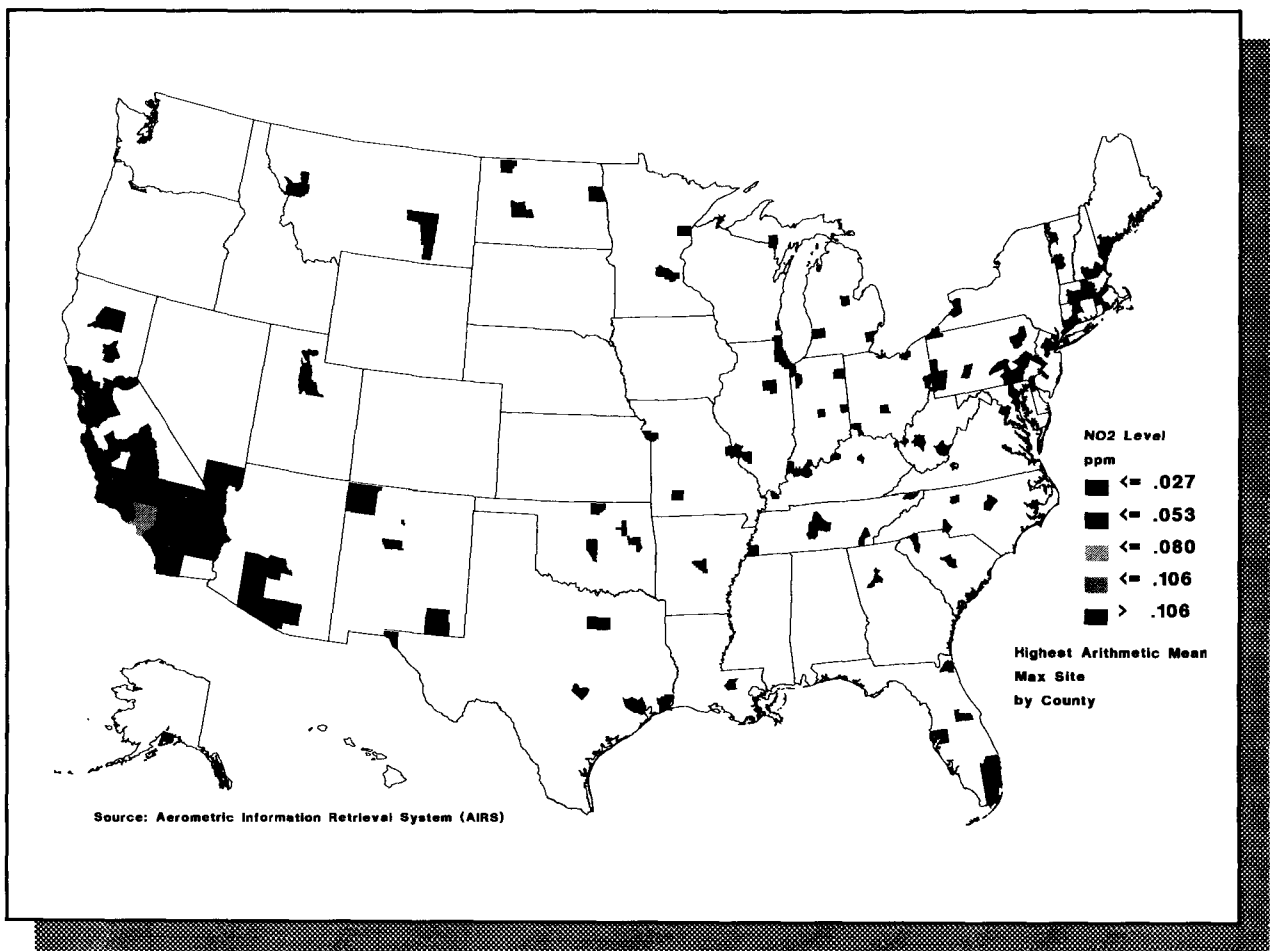 NO2 Level
ppm
<= .027
<= .053
<= .080
<= .106
> .106
Highest Arithmetic Mean
Max Site
by County
Source: Aerometric Information Retrieval System (AIRS)